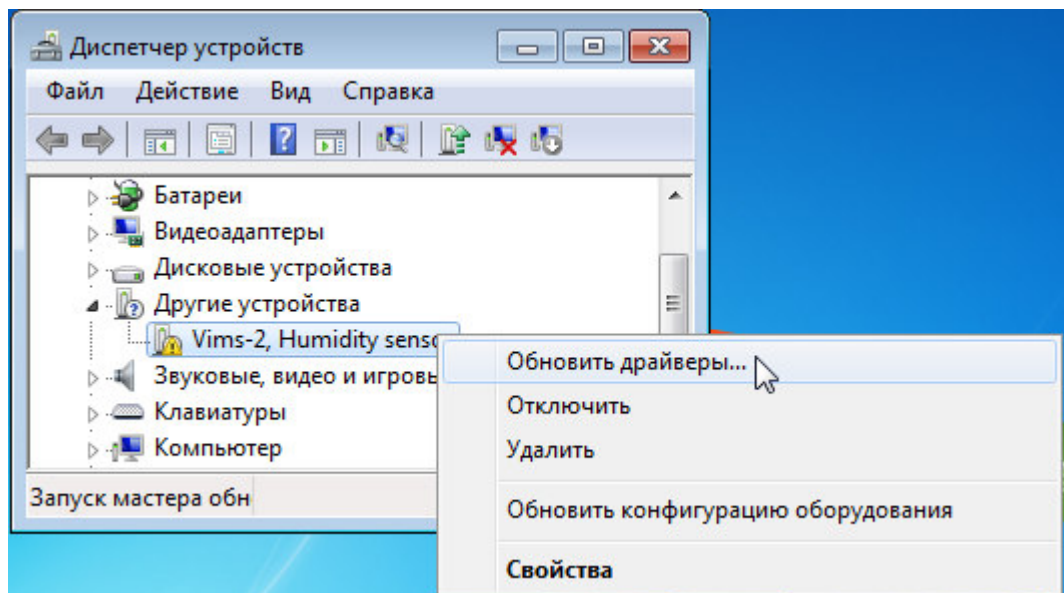 Диспетчер устройств
Файл Действие Вид Справка
Батареи
Видеоадаптеры
Дисковые устройства
Другие устройства
Vims-2, Humidity senso
Звуковые, видео и игровы
Клавиатуры
Компьютер
Запуск мастера обн
Обновить драйверы...
Отключить
Удалить
Обновить конфигурацию оборудования
Свойства